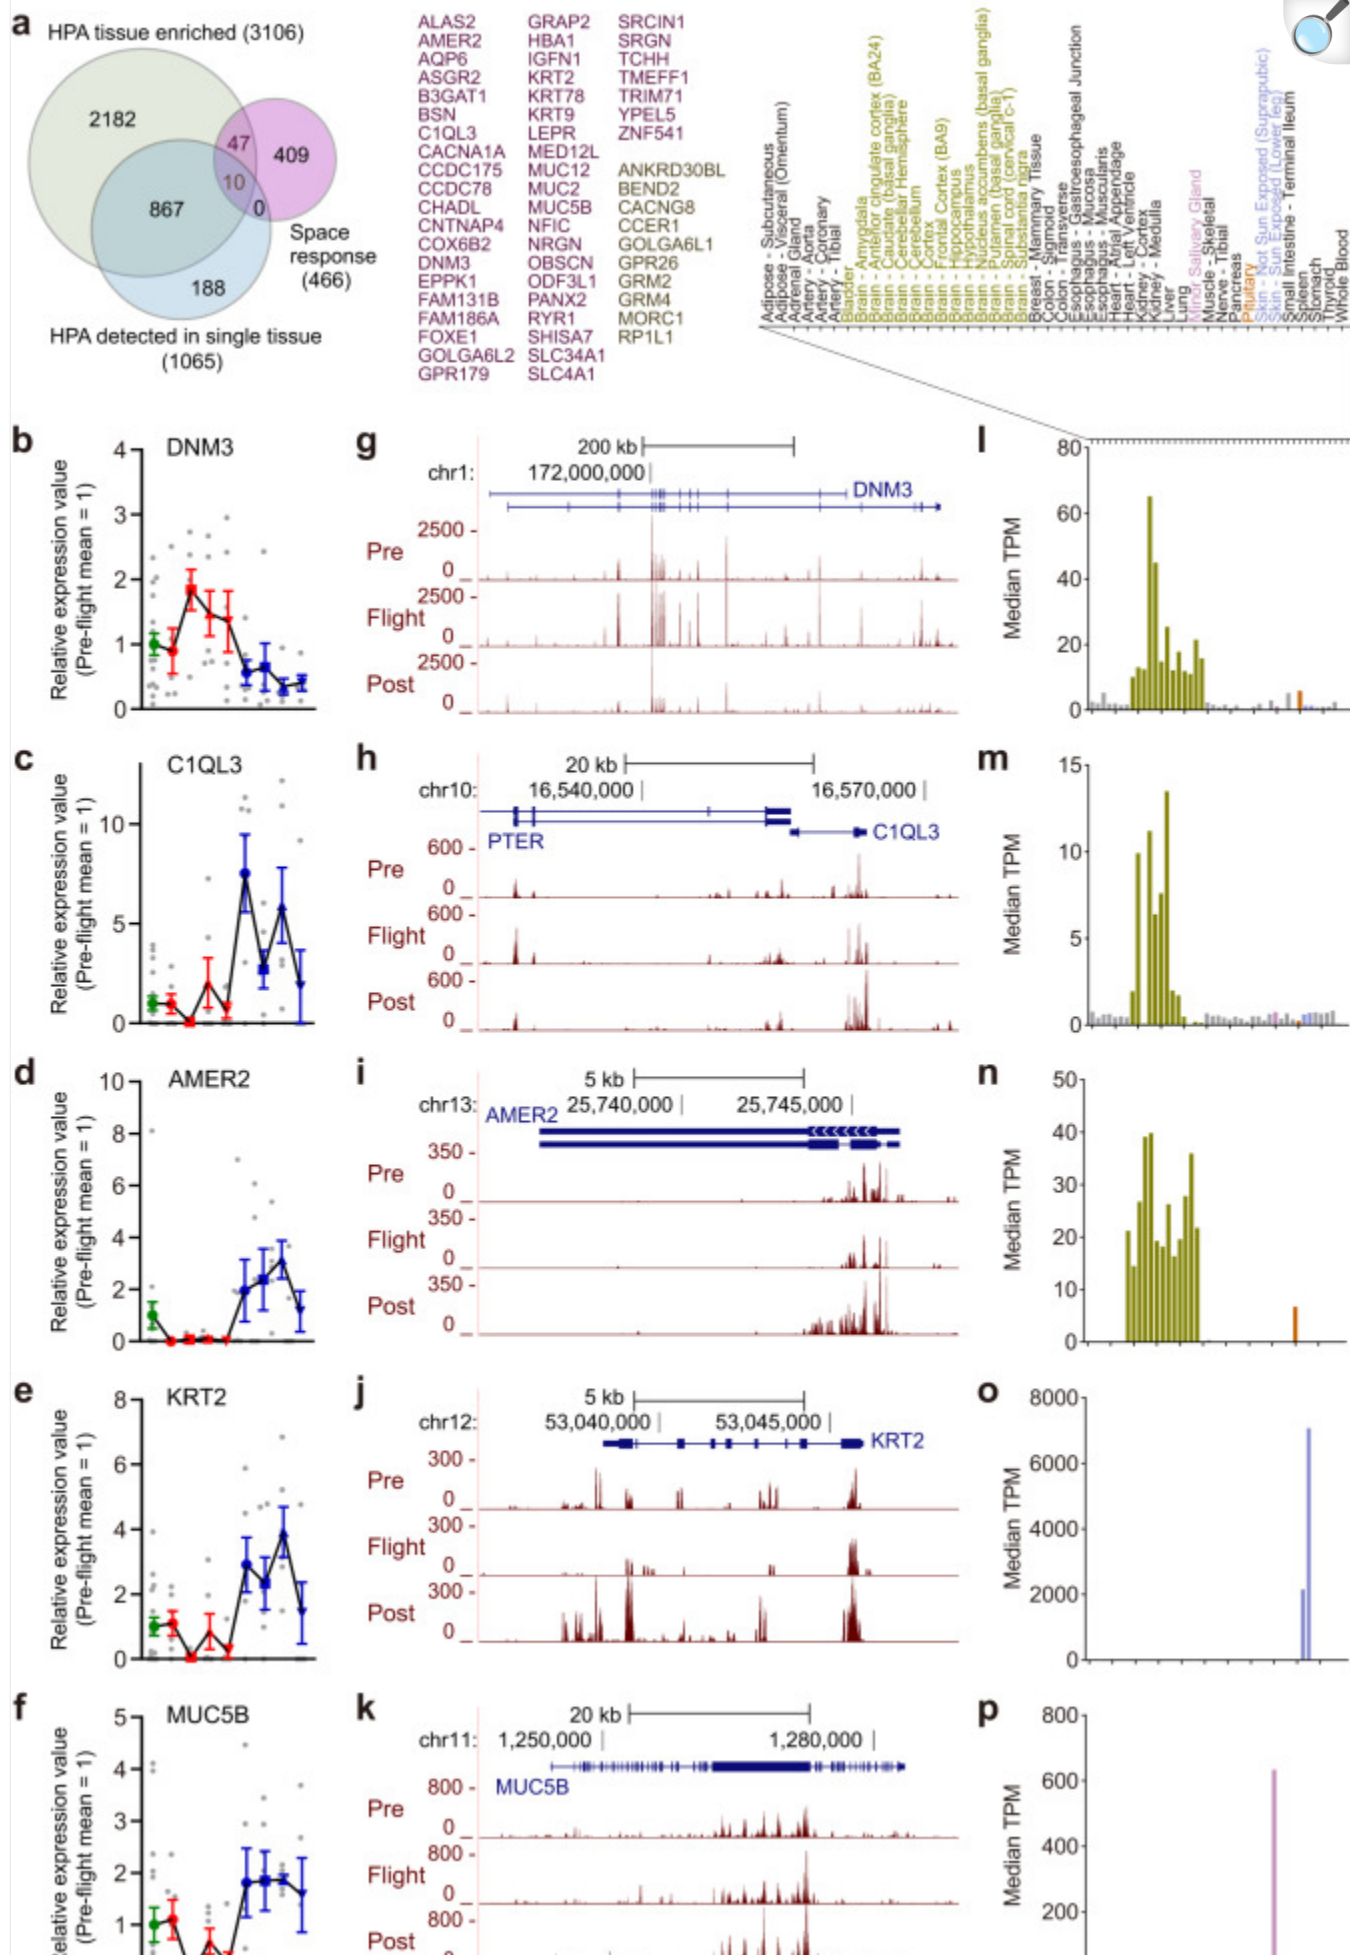 a
HPA tissue enriched (3106)
2182
47
409
10
867
0
188
Space
response
(466)
HPA detected in single tissue
(1065)
ALAS2 GRAP2 SRCIN1
AMER2 HBA1 SRGN
AQP6 IGFN1 TCHH
ASGR2 KRT2 TMEFF1
B3GAT1 KRT78 TRIM71
BSN KRT9 YPEL5
C1QL3 LEPR ZNF541
CACNA1A MED12L
CCDC175 MUC12 ANKRD30BL
CCDC78 MUC2 BEND2
CHADL MUC5B CACNG8
CNTNAP4 NFIC CCER1
COX6B2 NRGN GOLGA6L1
DNM3 OBSCN GPR26
EPPK1 ODF3L1 GRM2
FAM131B PANX2 GRM4
FAM186A RYR1 MORC1
FOXE1 SHISA7 RP1L1
GOLGA6L2 SLC34A1
GPR179 SLC4A1
Adipose - Subcutaneous
Adipose - Visceral (Omentum)
Adrenal Gland
Artery - Aorta
Artery - Coronary
Artery - Tibial
Bladder
Brain - Amygdala
Brain - Anterior cingulate cortex (BA24)
Brain - Caudate (basal ganglia)
Brain - Cerebellar Hemisphere
Brain - Cerebellum
Brain - Cortex
Brain - Frontal Cortex (BA9)
Brain - Hippocampus
Brain - Hypothalamus
Brain - Nucleus accumbens (basal ganglia)
Brain - Putamen (basal ganglia)
Brain - Spinal cord (cervical c-1)
Brain - Substantia nigra
Breast - Mammary Tissue
Colon - Sigmoid
Colon - Transverse
Esophagus - Gastroesophageal Junction
Esophagus - Mucosa
Esophagus - Muscularis
Heart - Atrial Appendage
Heart - Left Ventricle
Kidney - Cortex
Kidney - Medulla
Liver
Lung
Minor Salivary Gland
Muscle - Skeletal
Nerve - Tibial
Pancreas
Pituitary
Skin - Not Sun Exposed (Suprapubic)
Skin - Sun Exposed (Lower leg)
Small Intestine - Terminal Ileum
Spleen
Stomach
Thyroid
Whole Blood
b
DNM3
Relative expression value
(Pre-flight mean = 1)
4
3
2
1
0
g
200 kb
chr1: 172,000,000
DNM3
Pre
2500
0
Flight
2500
0
Post
2500
0
l
Median TPM
80
60
40
20
0
c
C1QL3
Relative expression value
(Pre-flight mean = 1)
10
5
0
h
20 kb
chr10: 16,540,000 16,570,000
PTER
C1QL3
Pre
600
0
Flight
600
0
Post
600
0
m
Median TPM
15
10
5
0
d
AMER2
Relative expression value
(Pre-flight mean = 1)
10
8
6
4
2
0
i
5 kb
chr13: 25,740,000 25,745,000
AMER2
Pre
350
0
Flight
350
0
Post
350
0
n
Median TPM
50
40
30
20
10
0
e
KRT2
Relative expression value
(Pre-flight mean = 1)
8
6
4
2
0
j
5 kb
chr12: 53,040,000 53,045,000
KRT2
Pre
300
0
Flight
300
0
Post
300
0
o
Median TPM
8000
6000
4000
2000
0
f
MUC5B
Relative expression value
(Pre-flight mean = 1)
5
4
3
2
1
k
20 kb
chr11: 1,250,000 1,280,000
MUC5B
Pre
800
0
Flight
800
0
Post
800
p
Median TPM
800
600
400
200